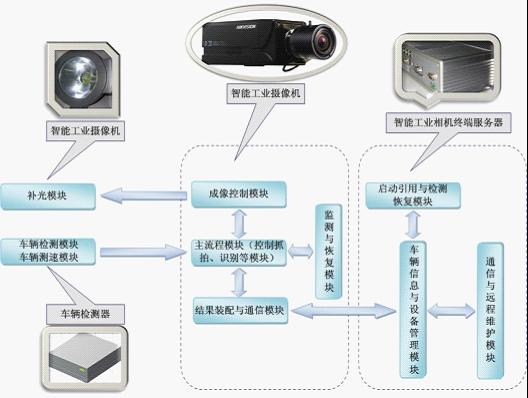 HIKVISION
智能工业摄像机
智能工业摄像机
智能工业相机终端服务器
补光模块
成像控制模块
启动引用与检测
恢复模块
车辆检测模块
车辆测速模块
主流程模块（控制抓
拍、识别等模块）
监测与恢复模块
车辆信息与设备管理模块
通信与远程维护模块
结果装配与通信模块
车辆检测器